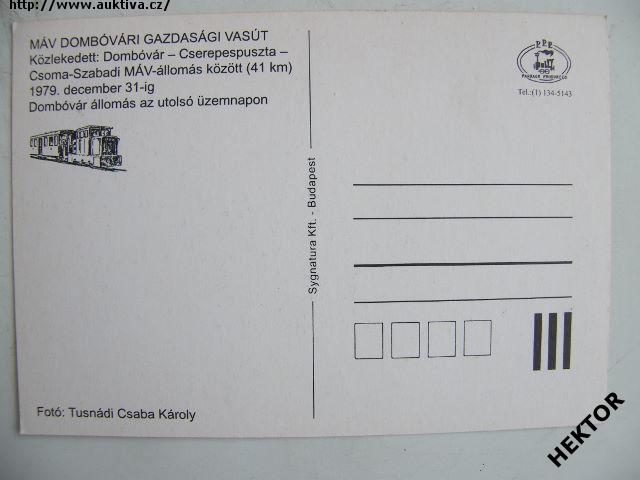 http://www.auktiva.cz/
MÁV DOMBÓVÁRI GAZDASÁGI VASÚT
Közlekedett: Dombóvár – Cserepespuszta –
Csoma-Szabadi MÁV-állomás között (41 km)
1979. december 31-ig
Dombóvár állomás az utolsó üzemnapon
PPP
Tel.:(1) 134-5143
Sygnatura Kft. - Budapest
Fotó: Tusnádi Csaba Károly
HEKTOR